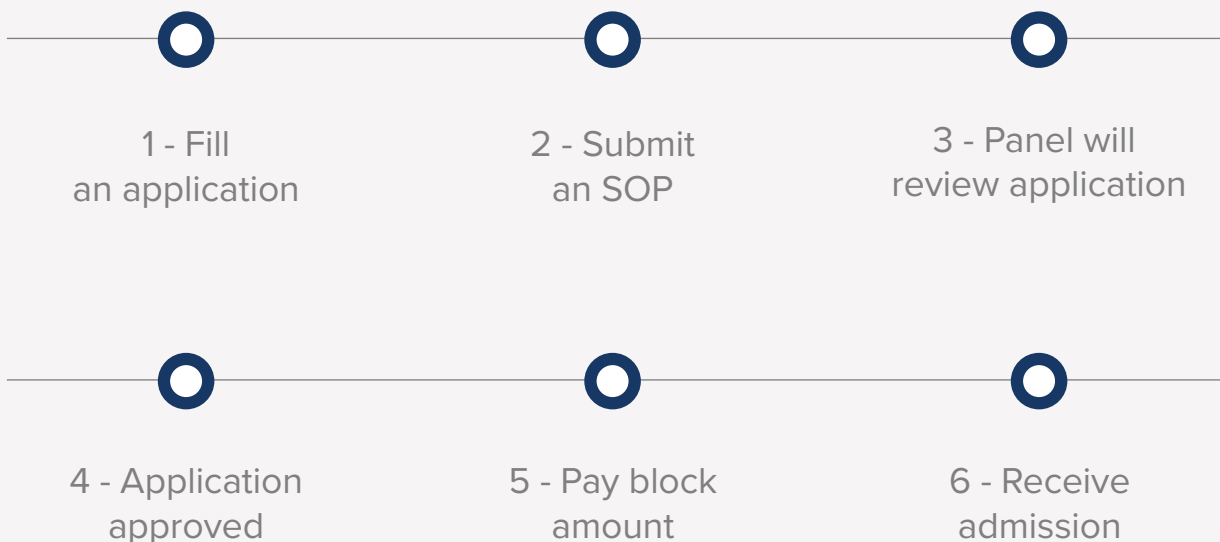 1 - Fill
an application
2 - Submit
an SOP
3 - Panel will
review application
4 - Application
approved
5 - Pay block
amount
6 - Receive
admission